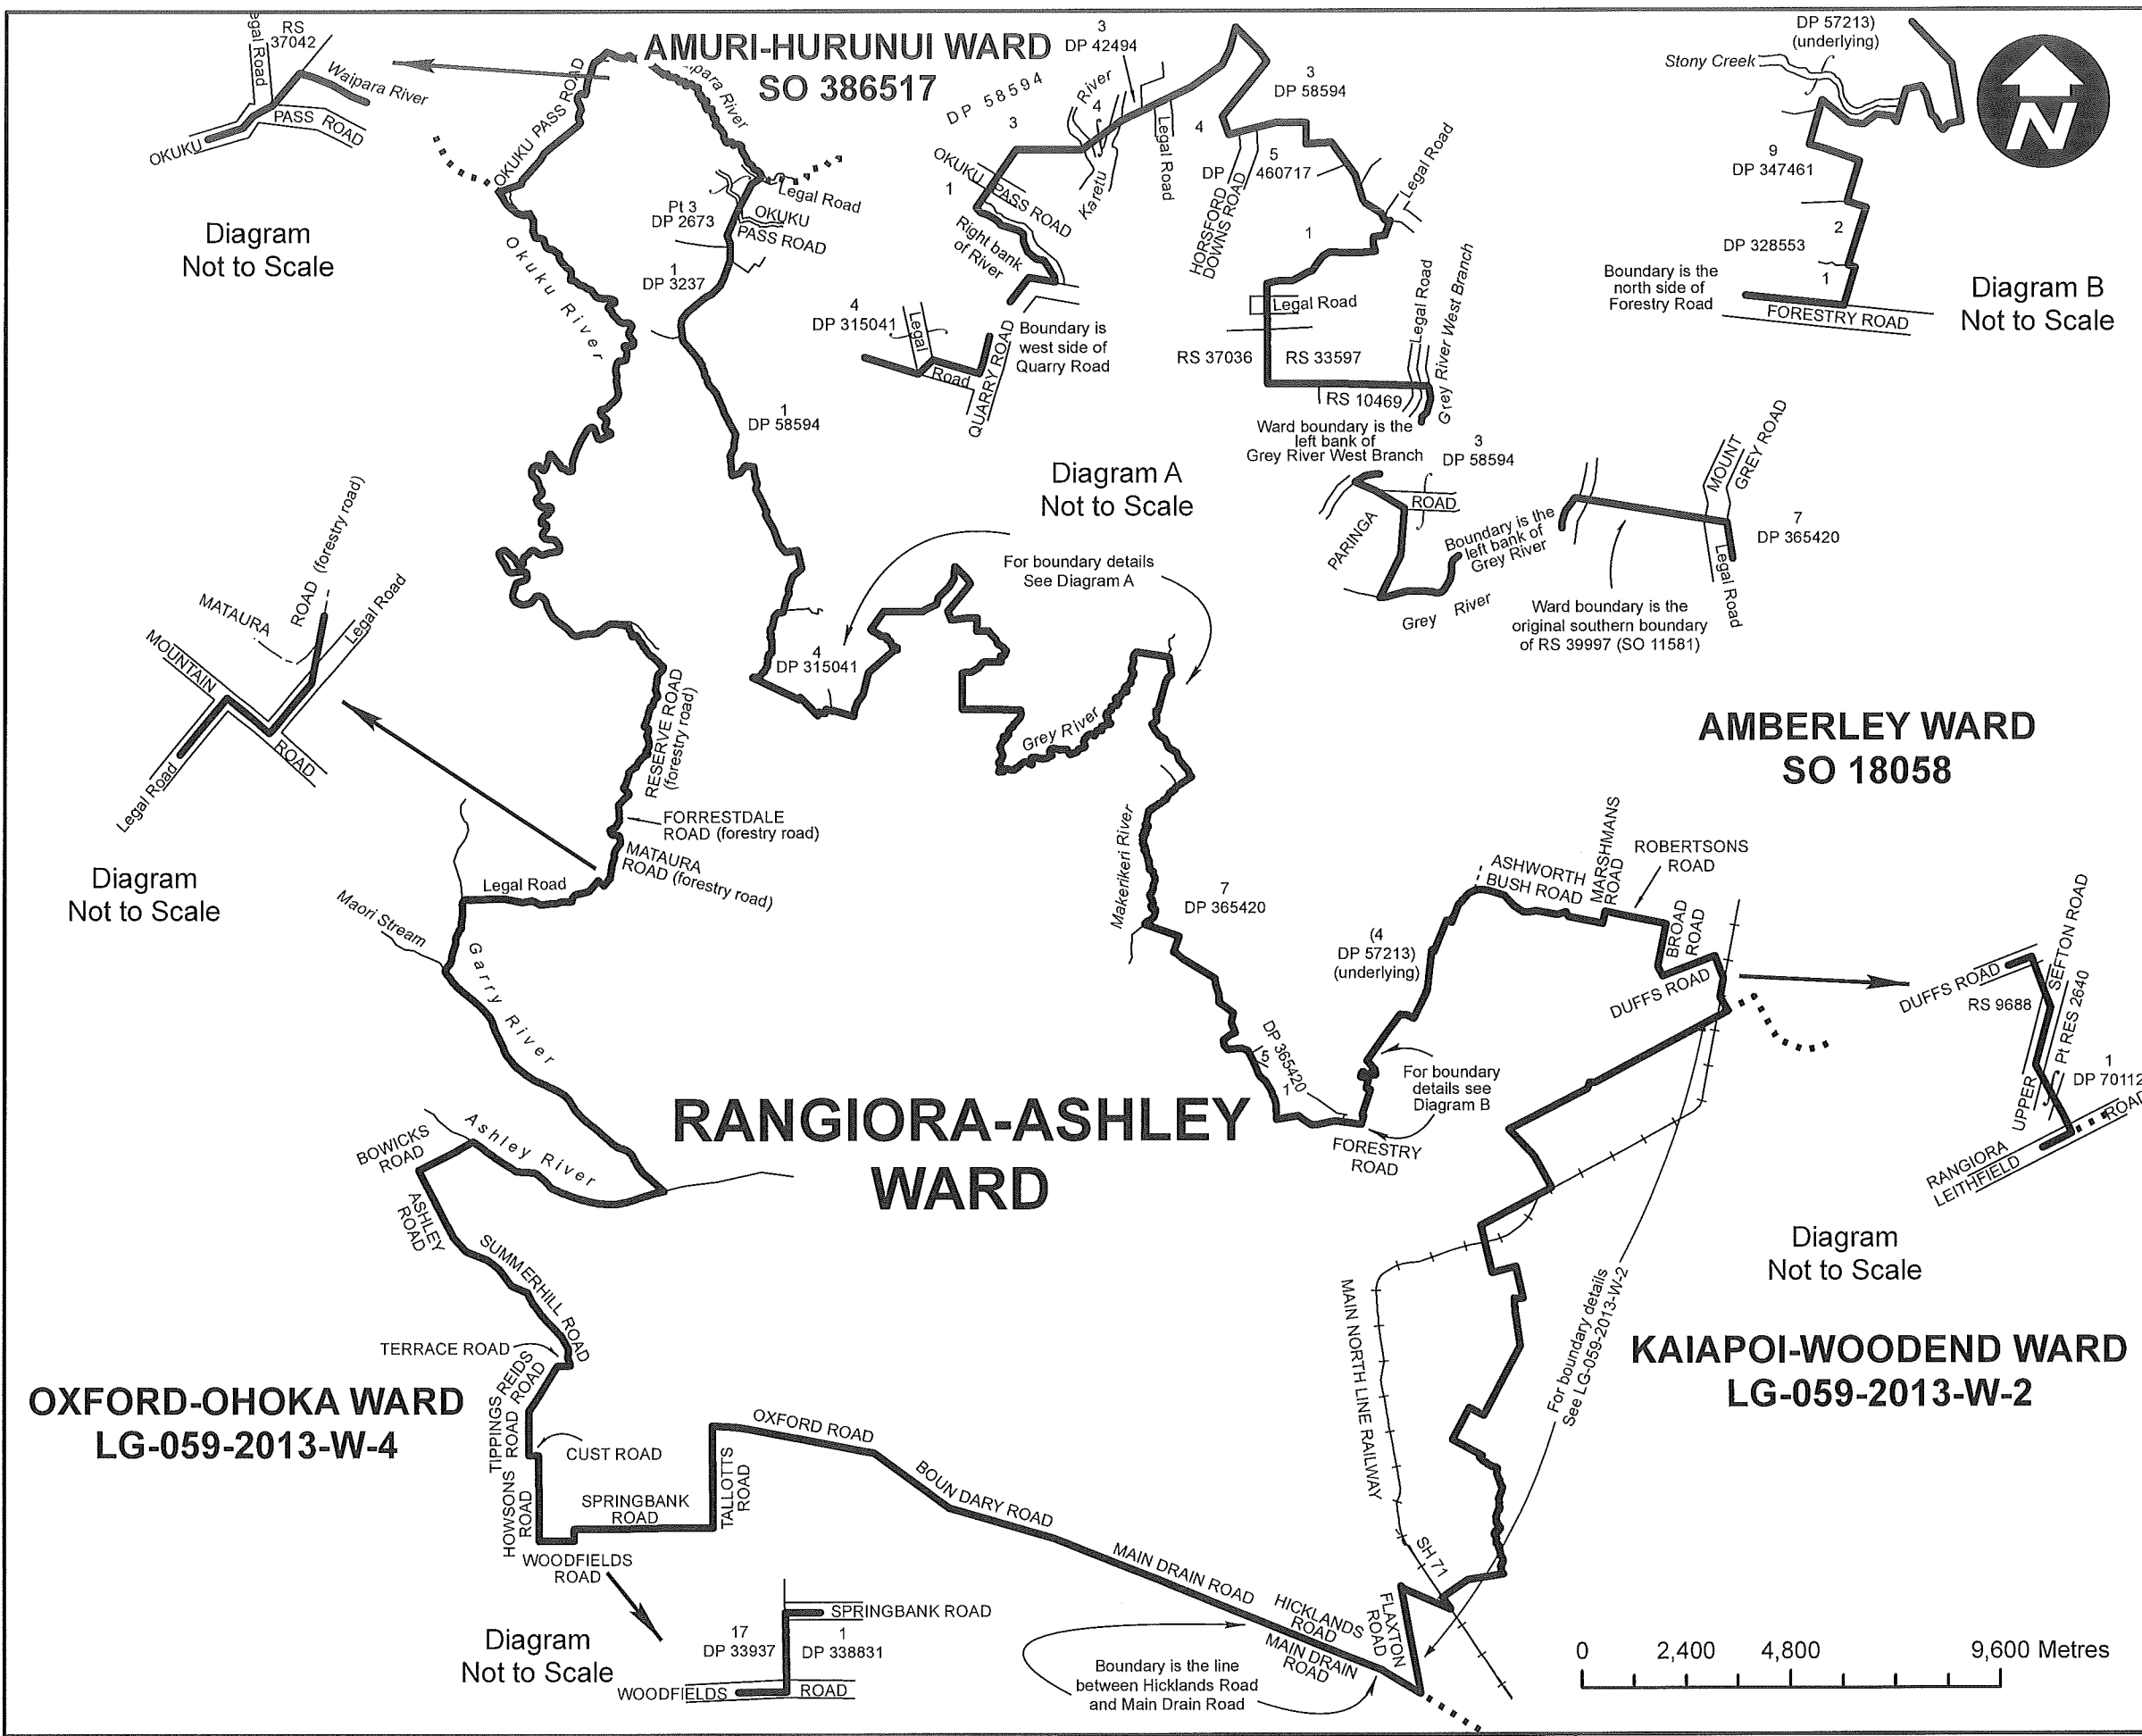 AMURI-HURUNUI WARD
SO 386517
RS
37042
Legal Road
Waipara River
PASS ROAD
OKUKU
Diagram
Not to Scale
OKUKU PASS ROAD
Legal Road
Pt 3
DP 2673
OKUKU
PASS ROAD
Okuku River
1
DP 3237
1
DP 58594
3
DP 42494
DP 58594
3
River
4
Karetu
Legal Road
4
OKUKU PASS ROAD
1
Right bank
of River
3
DP 58594
5
DP 460717
HORSFORD
DOWNS ROAD
1
Legal Road
Legal Road
RS 37036
RS 33597
RS 10469
Legal Road
Grey River West Branch
Ward boundary is the
left bank of
Grey River West Branch
4
DP 315041
Legal
Road
QUARRY ROAD
Boundary is
west side of
Quarry Road
Diagram A
Not to Scale
3
DP 58594
ROAD
PARINGA
Boundary is the
left bank of
Grey River
Grey River
MOUNT
GREY ROAD
7
DP 365420
Legal Road
Ward boundary is the
original southern boundary
of RS 39997 (SO 11581)
DP 57213)
(underlying)
Stony Creek
N
9
DP 347461
2
DP 328553
1
Boundary is the
north side of
Forestry Road
FORESTRY ROAD
Diagram B
Not to Scale
For boundary details
See Diagram A
4
DP 315041
Grey River
MATAURA
ROAD (forestry road)
MOUNTAIN
ROAD
Legal Road
Legal Road
Diagram
Not to Scale
RESERVE ROAD
(forestry road)
FORRESTDALE
ROAD (forestry road)
MATAURA
ROAD (forestry road)
Legal Road
Maori Stream
Garry River
AMBERLEY WARD
SO 18058
Makerikeri River
7
DP 365420
(4
DP 57213)
(underlying)
ASHWORTH
BUSH ROAD
MARSHMANS
ROAD
ROBERTSONS
ROAD
BROAD
ROAD
DUFFS ROAD
DP 365420
5
1
For boundary
details see
Diagram B
FORESTRY
ROAD
DUFFS ROAD
RS 9688
UPPER SEFTON ROAD
Pt RES 2640
1
DP 70112
RANGIORA
LEITHFIELD
ROAD
Diagram
Not to Scale
RANGIORA-ASHLEY
WARD
BOWICKS
ROAD
Ashley River
ASHLEY
ROAD
SUMMERHILL ROAD
TERRACE ROAD
REIDS
ROAD
TIPPINGS
ROAD
CUST ROAD
HOWSONS
ROAD
SPRINGBANK
ROAD
TALLOTTS
ROAD
OXFORD ROAD
BOUNDARY ROAD
WOODFIELDS
ROAD
OXFORD-OHOKA WARD
LG-059-2013-W-4
MAIN NORTH LINE RAILWAY
For boundary details
See LG-059-2013-W-2
KAIAPOI-WOODEND WARD
LG-059-2013-W-2
MAIN DRAIN ROAD
HICKLANDS
ROAD
MAIN DRAIN
ROAD
FLAXTON
ROAD
SH 71
Boundary is the line
between Hicklands Road
and Main Drain Road
Diagram
Not to Scale
SPRINGBANK ROAD
17
DP 33937
1
DP 338831
WOODFIELDS ROAD
0 2,400 4,800 9,600 Metres